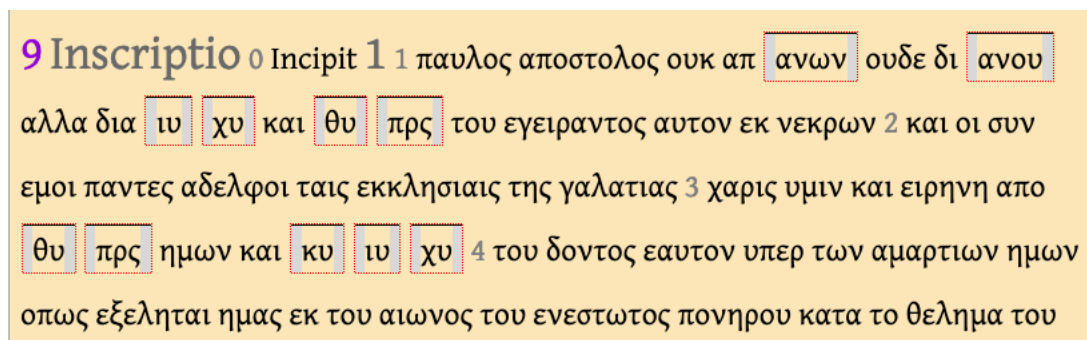 9 Inscriptio 0 Incipit 1 1 παυλος αποστολος ουκ απ ανων ουδε δι ανου
αλλα δια ιυ χυ και θυ πρς του εγειραντος αυτον εκ νεκρων 2 και οι συν
εμοι παντες αδελφοι ταις εκκλησιαις της γαλατιας 3 χαρις υμιν και ειρηνη απο
θυ πρς ημων και κυ ιυ χυ 4 του δοντος εαυτον υπερ των αμαρτιων ημων
οπως εξεληται ημας εκ του αιωνος του ενεστωτος πονηρου κατα το θελημα του